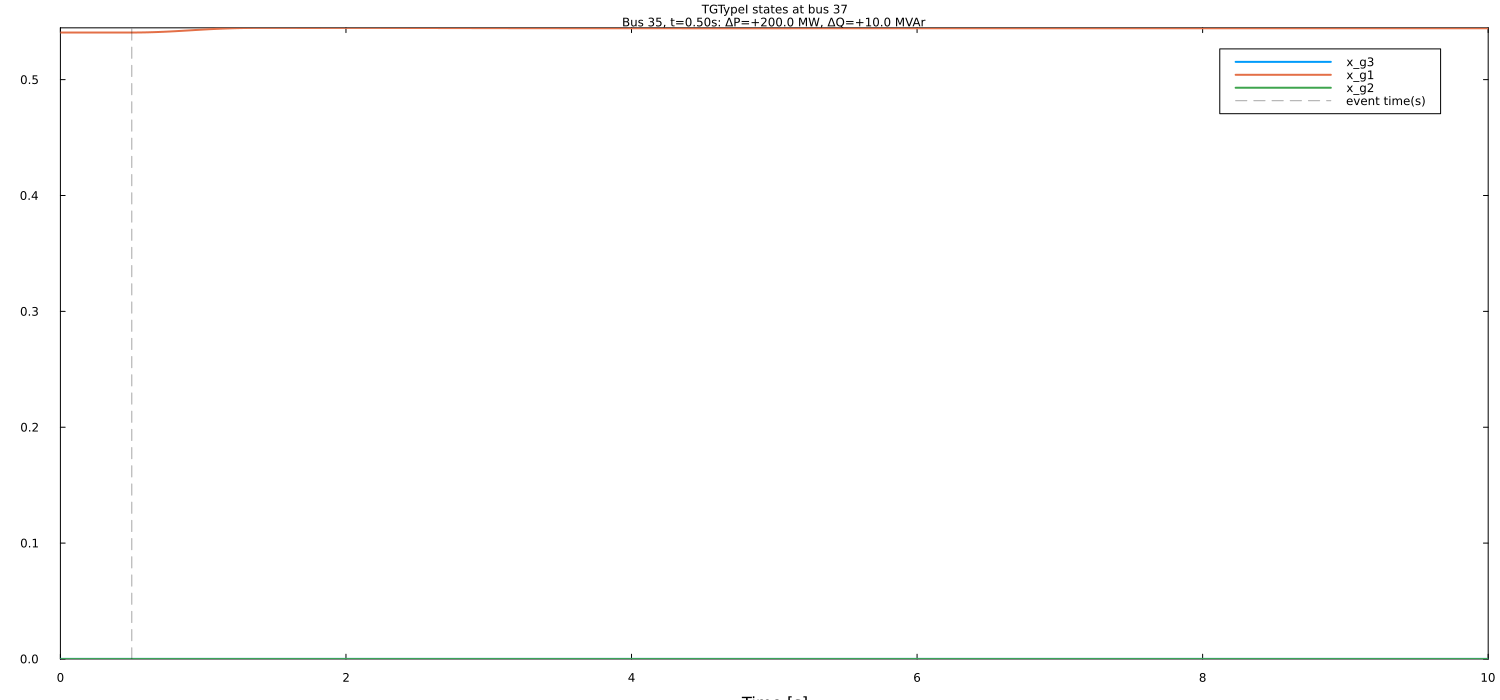 TGTypeI states at bus 37
Bus 35, t=0.50s: ΔP=+200.0 MW, ΔQ=+10.0 MVAr
x_g3
x_g1
x_g2
event time(s)
0.5
0.4
0.3
0.2
0.1
0.0
0 2 4 6 8 10
Time [s]